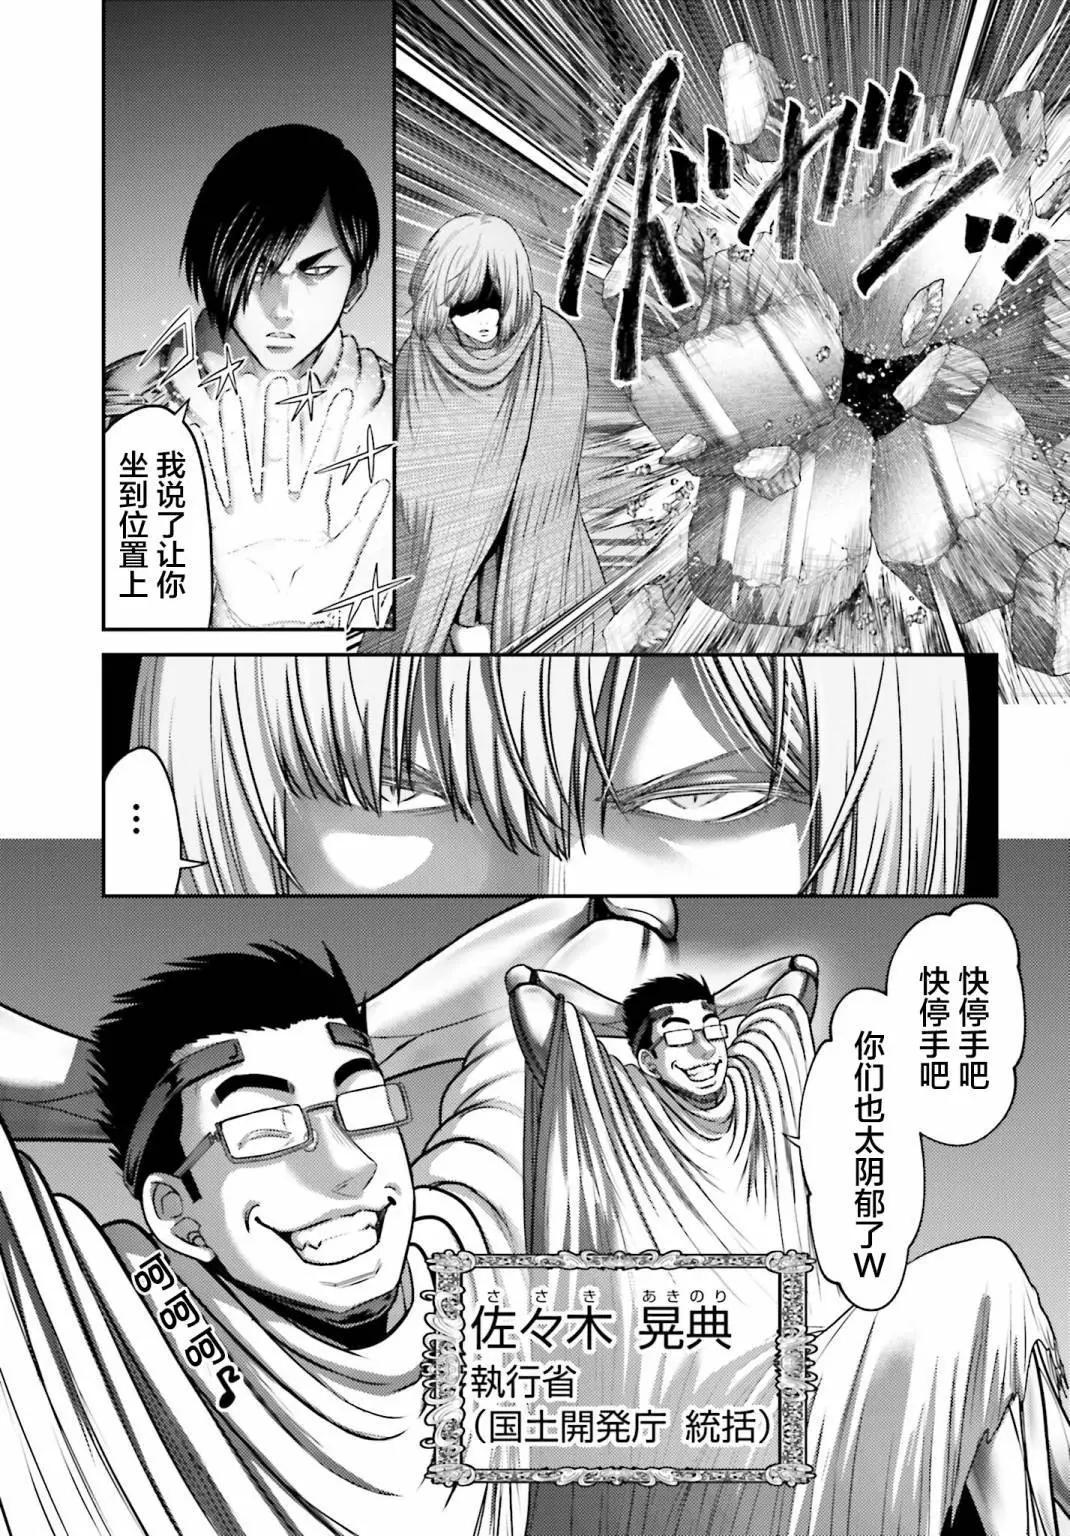 ズガガッ
我说了让你
坐到位置上
…
快停手吧
快停手吧
你们也太阴郁了W
呵呵呵♪
ささき あきのり
佐々木 晃典
執行省
（国土開発庁 統括）